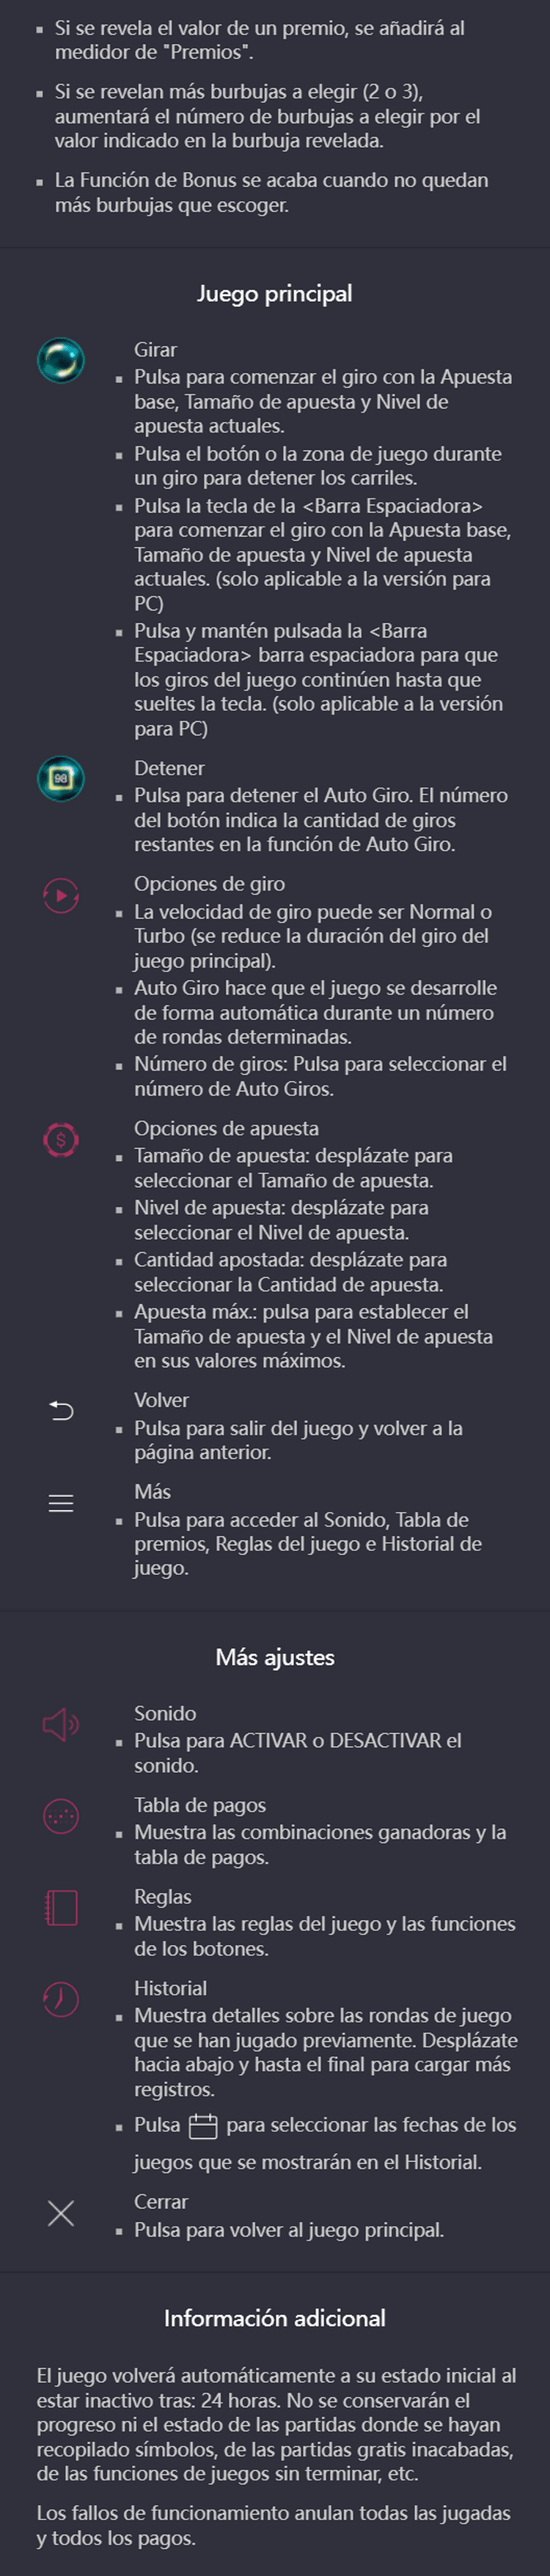 ▪ Si se revela el valor de un premio, se añadirá al
medidor de "Premios".
▪ Si se revelan más burbujas a elegir (2 o 3),
aumentará el número de burbujas a elegir por el
valor indicado en la burbuja revelada.
▪ La Función de Bonus se acaba cuando no quedan
más burbujas que escoger.
Juego principal
Girar
▪ Pulsa para comenzar el giro con la Apuesta
base, Tamaño de apuesta y Nivel de
apuesta actuales.
▪ Pulsa el botón o la zona de juego durante
un giro para detener los carriles.
▪ Pulsa la tecla de la <Barra Espaciadora>
para comenzar el giro con la Apuesta base,
Tamaño de apuesta y Nivel de apuesta
actuales. (solo aplicable a la versión para
PC)
▪ Pulsa y mantén pulsada la <Barra
Espaciadora> barra espaciadora para que
los giros del juego continúen hasta que
sueltes la tecla. (solo aplicable a la versión
para PC)
98
Detener
▪ Pulsa para detener el Auto Giro. El número
del botón indica la cantidad de giros
restantes en la función de Auto Giro.
Opciones de giro
▪ La velocidad de giro puede ser Normal o
Turbo (se reduce la duración del giro del
juego principal).
▪ Auto Giro hace que el juego se desarrolle
de forma automática durante un número
de rondas determinadas.
▪ Número de giros: Pulsa para seleccionar el
número de Auto Giros.
$
Opciones de apuesta
▪ Tamaño de apuesta: desplázate para
seleccionar el Tamaño de apuesta.
▪ Nivel de apuesta: desplázate para
seleccionar el Nivel de apuesta.
▪ Cantidad apostada: desplázate para
seleccionar la Cantidad de apuesta.
▪ Apuesta máx.: pulsa para establecer el
Tamaño de apuesta y el Nivel de apuesta
en sus valores máximos.
Volver
▪ Pulsa para salir del juego y volver a la
página anterior.
Más
▪ Pulsa para acceder al Sonido, Tabla de
premios, Reglas del juego e Historial de
juego.
Más ajustes
Sonido
▪ Pulsa para ACTIVAR o DESACTIVAR el
sonido.
Tabla de pagos
▪ Muestra las combinaciones ganadoras y la
tabla de pagos.
Reglas
▪ Muestra las reglas del juego y las funciones
de los botones.
Historial
▪ Muestra detalles sobre las rondas de juego
que se han jugado previamente. Desplázate
hacia abajo y hasta el final para cargar más
registros.
▪ Pulsa para seleccionar las fechas de los
juegos que se mostrarán en el Historial.
Cerrar
▪ Pulsa para volver al juego principal.
Información adicional
El juego volverá automáticamente a su estado inicial al
estar inactivo tras: 24 horas. No se conservarán el
progreso ni el estado de las partidas donde se hayan
recopilado símbolos, de las partidas gratis inacabadas,
de las funciones de juegos sin terminar, etc.
Los fallos de funcionamiento anulan todas las jugadas
y todos los pagos.